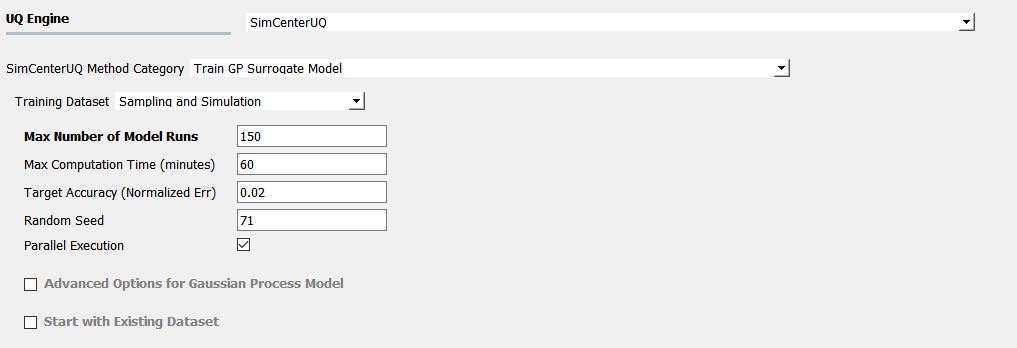 UQ Engine SimCenterUQ
SimCenterUQ Method Category Train GP Surrogate Model
Training Dataset Sampling and Simulation
Max Number of Model Runs 150
Max Computation Time (minutes) 60
Target Accuracy (Normalized Err) 0.02
Random Seed 71
Parallel Execution
Advanced Options for Gaussian Process Model
Start with Existing Dataset